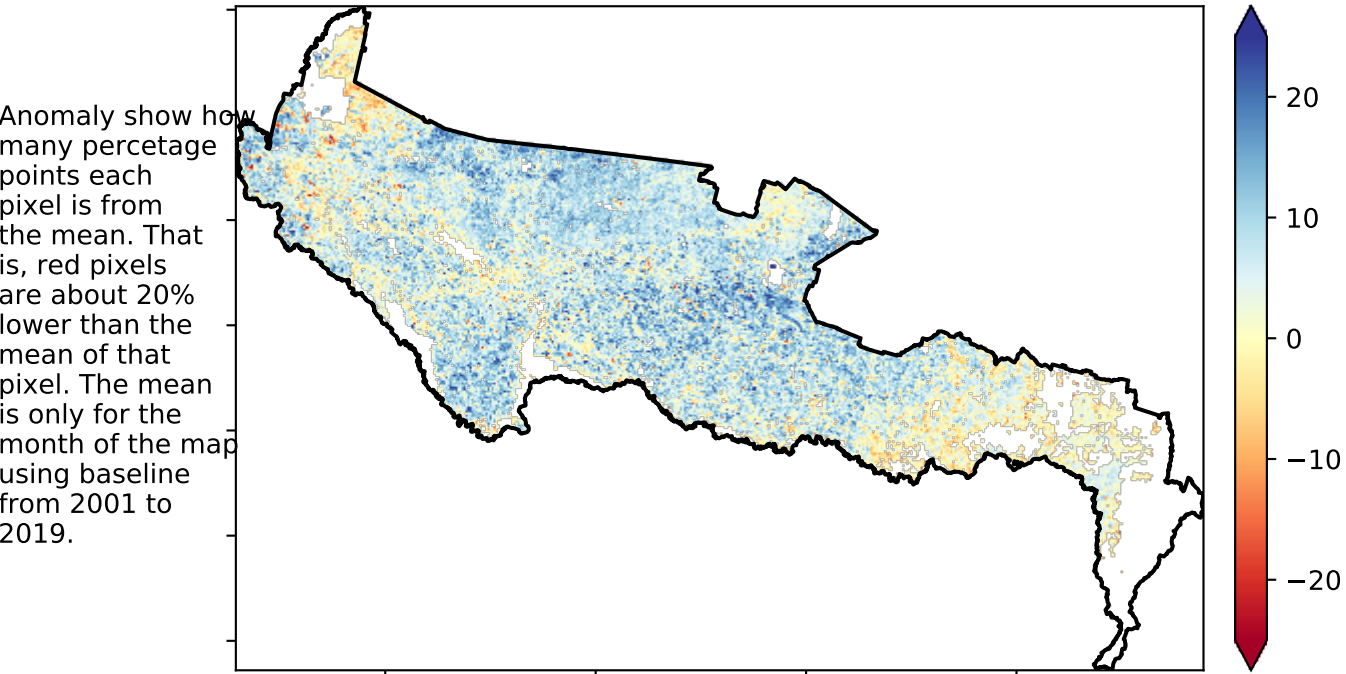 Anomaly show how
many percetage
points each
pixel is from
the mean. That
is, red pixels
are about 20%
lower than the
mean of that
pixel. The mean
is only for the
month of the map
using baseline
from 2001 to
2019.
20
10
0
−10
−20